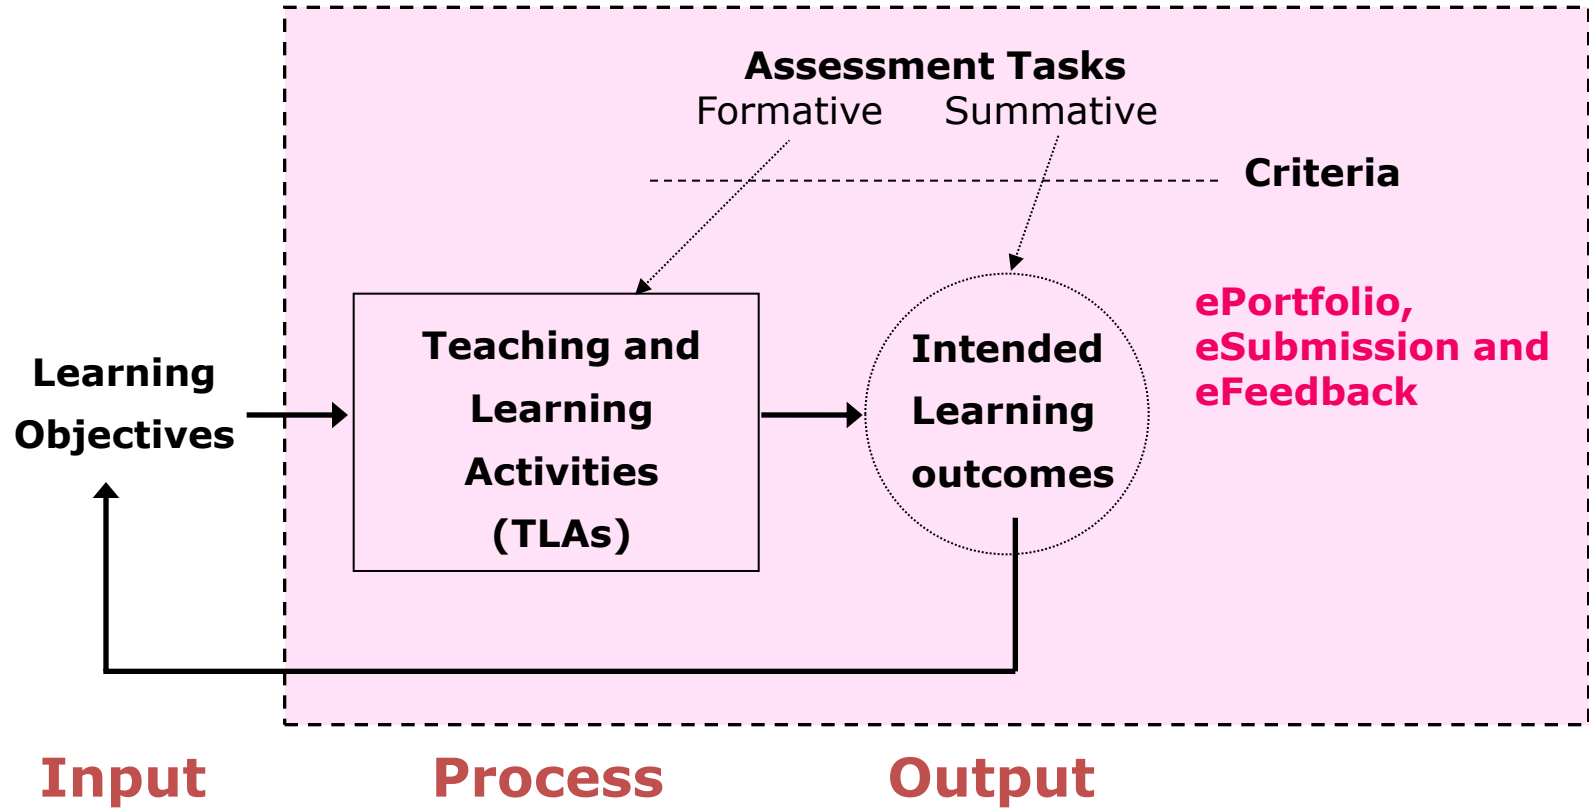 Assessment Tasks
Formative Summative
Criteria
Learning
Objectives
Teaching and
Learning
Activities
(TLAs)
Intended
Learning
outcomes
ePortfolio,
eSubmission and
eFeedback
Input Process Output